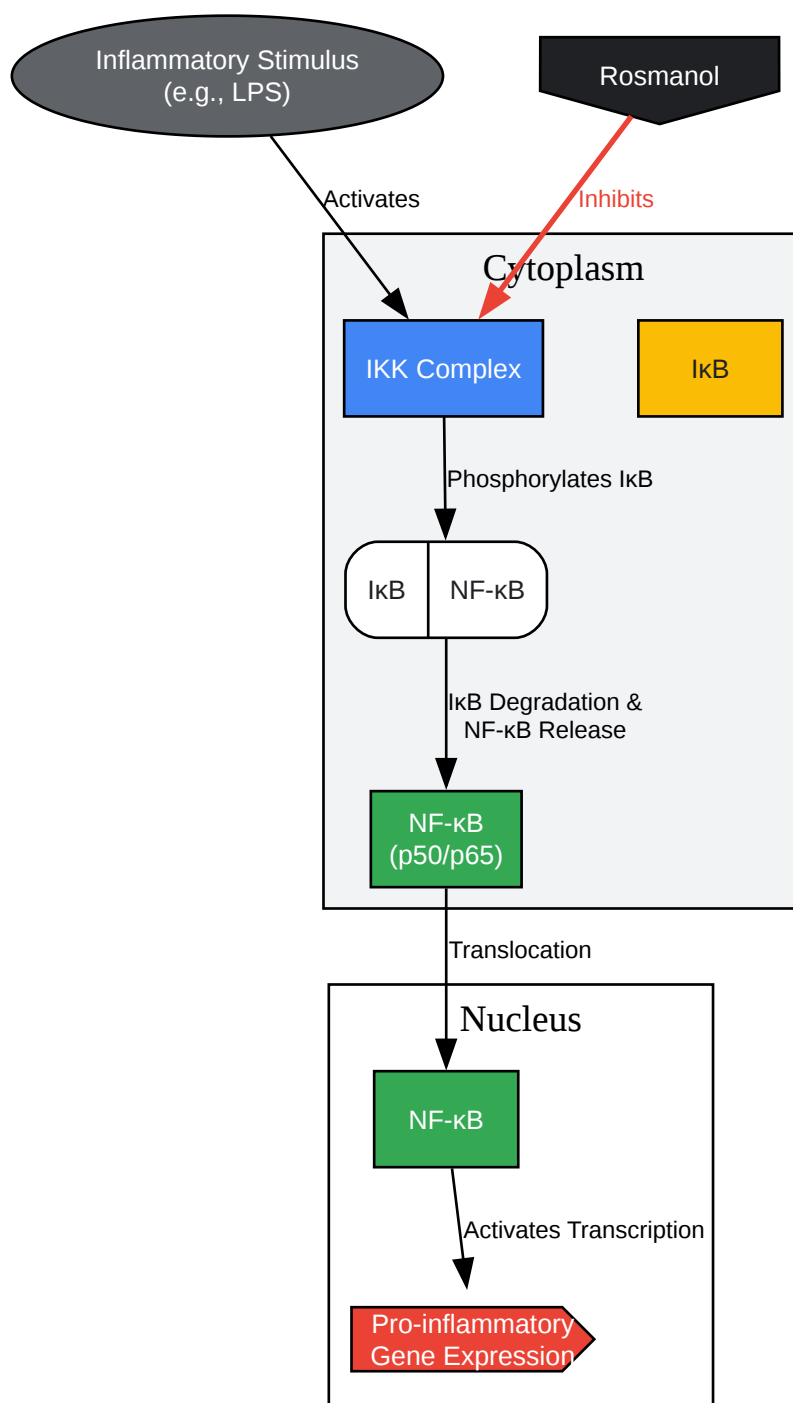 Inflammatory Stimulus
(e.g., LPS)
Rosmanol
Activates
Inhibits
Cytoplasm
IKK Complex
IκB
Phosphorylates IκB
IκB
NF-κB
IκB Degradation &
NF-κB Release
NF-κB
(p50/p65)
Translocation
Nucleus
NF-κB
Activates Transcription
Pro-inflammatory
Gene Expression